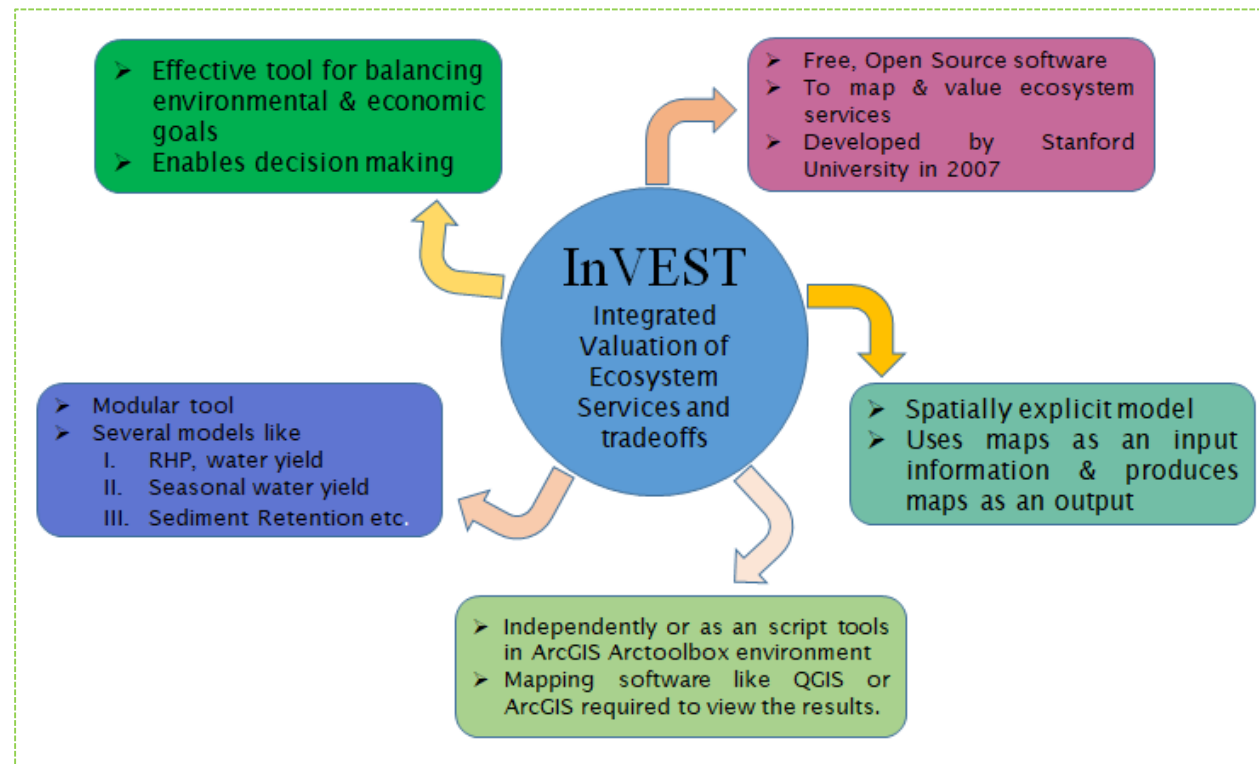 ➢ Effective tool for balancing
environmental & economic
goals
➢ Enables decision making
➢ Free, Open Source software
➢ To map & value ecosystem
services
➢ Developed by Stanford
University in 2007
InVEST
Integrated
Valuation of
Ecosystem
Services and
tradeoffs
➢ Modular tool
➢ Several models like
I. RHP, water yield
II. Seasonal water yield
III. Sediment Retention etc.
➢ Spatially explicit model
➢ Uses maps as an input
information & produces
maps as an output
➢ Independently or as an script tools
in ArcGIS Arctoolbox environment
➢ Mapping software like QGIS or
ArcGIS required to view the results.